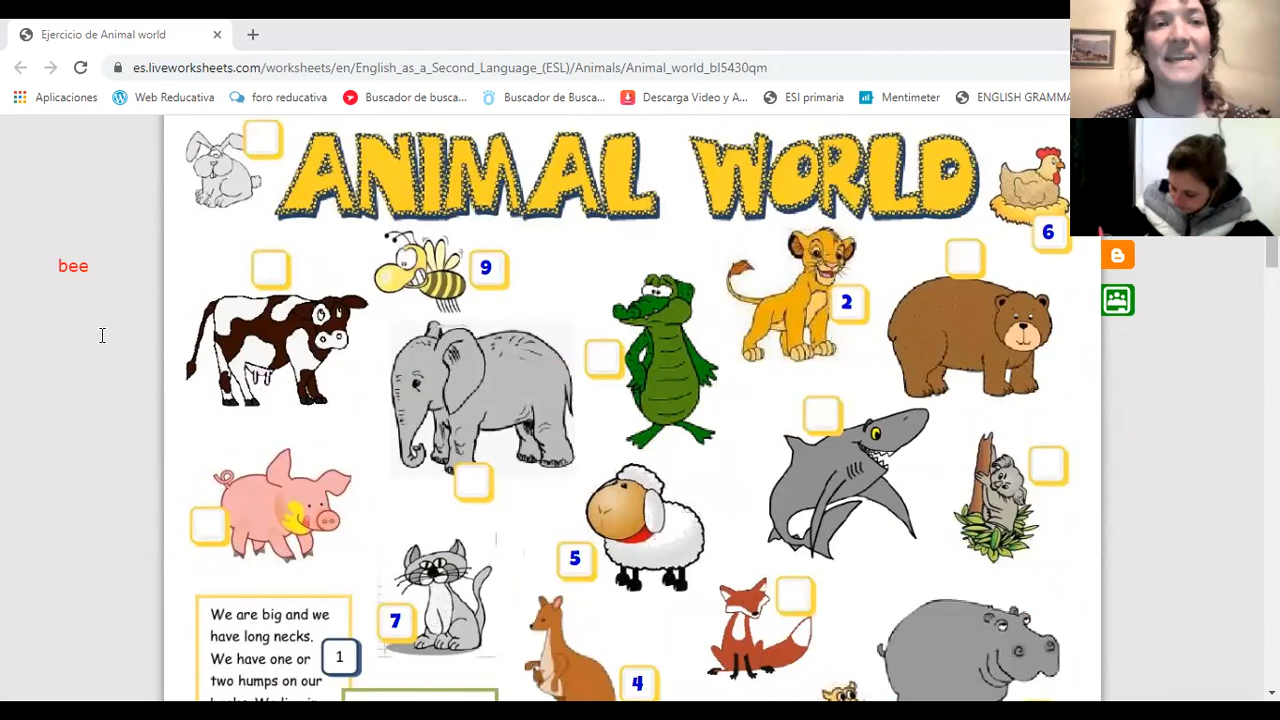 Ejercicio de Animal world
es.liveworksheets.com/worksheets/en/En
s_a_Second_Language_(ESL)/Animals/Animal_world_bl5430qm
Aplicaciones
Web Reducativa
foro reducativa
Buscador de busca...
Buscador de Busca...
Descarga Video y A...
ESI primaria
Mentimeter
ENGLISH GRAMMA
ANIMAL WORLD
6
bee
9
2
5
7
4
We are big and we
have long necks.
We have one or
two humps on our
1